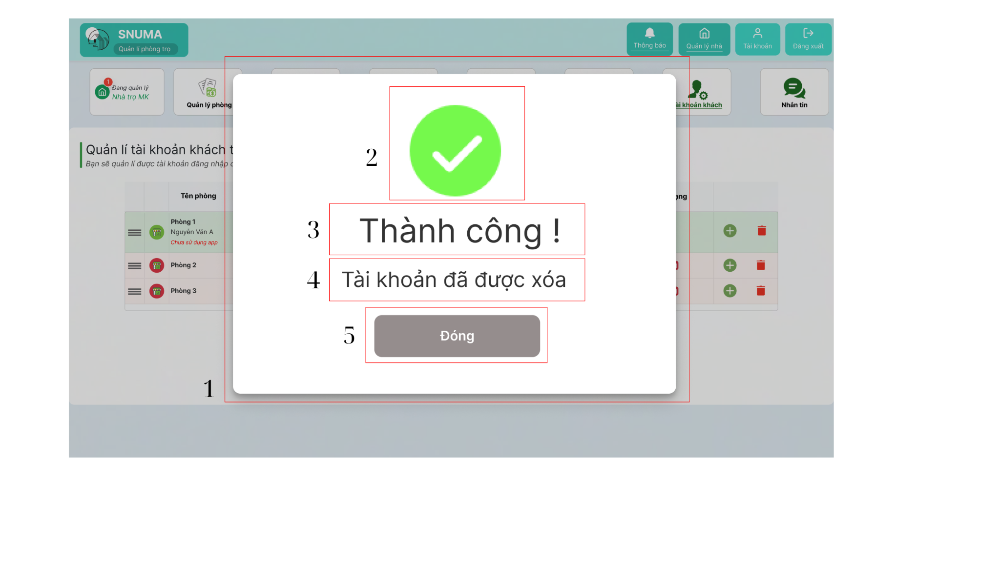 SNUMA
Quản lí phòng trọ
Thông báo
Quản lý nhà
Tài khoản
Đăng xuất
1
Đang quản lý
Nhà trọ MK
Quản lý phòng
ài khoản khách
Nhắn tin
Quản lí tài khoản khách t
Bạn sẽ quản lí được tài khoản đăng nhập c
Tên phòng
ạng
Phòng 1
Nguyễn Văn A
Chưa sử dụng app
Phòng 2
Phòng 3
2
3
Thành công !
4
Tài khoản đã được xóa
5
Đóng
1